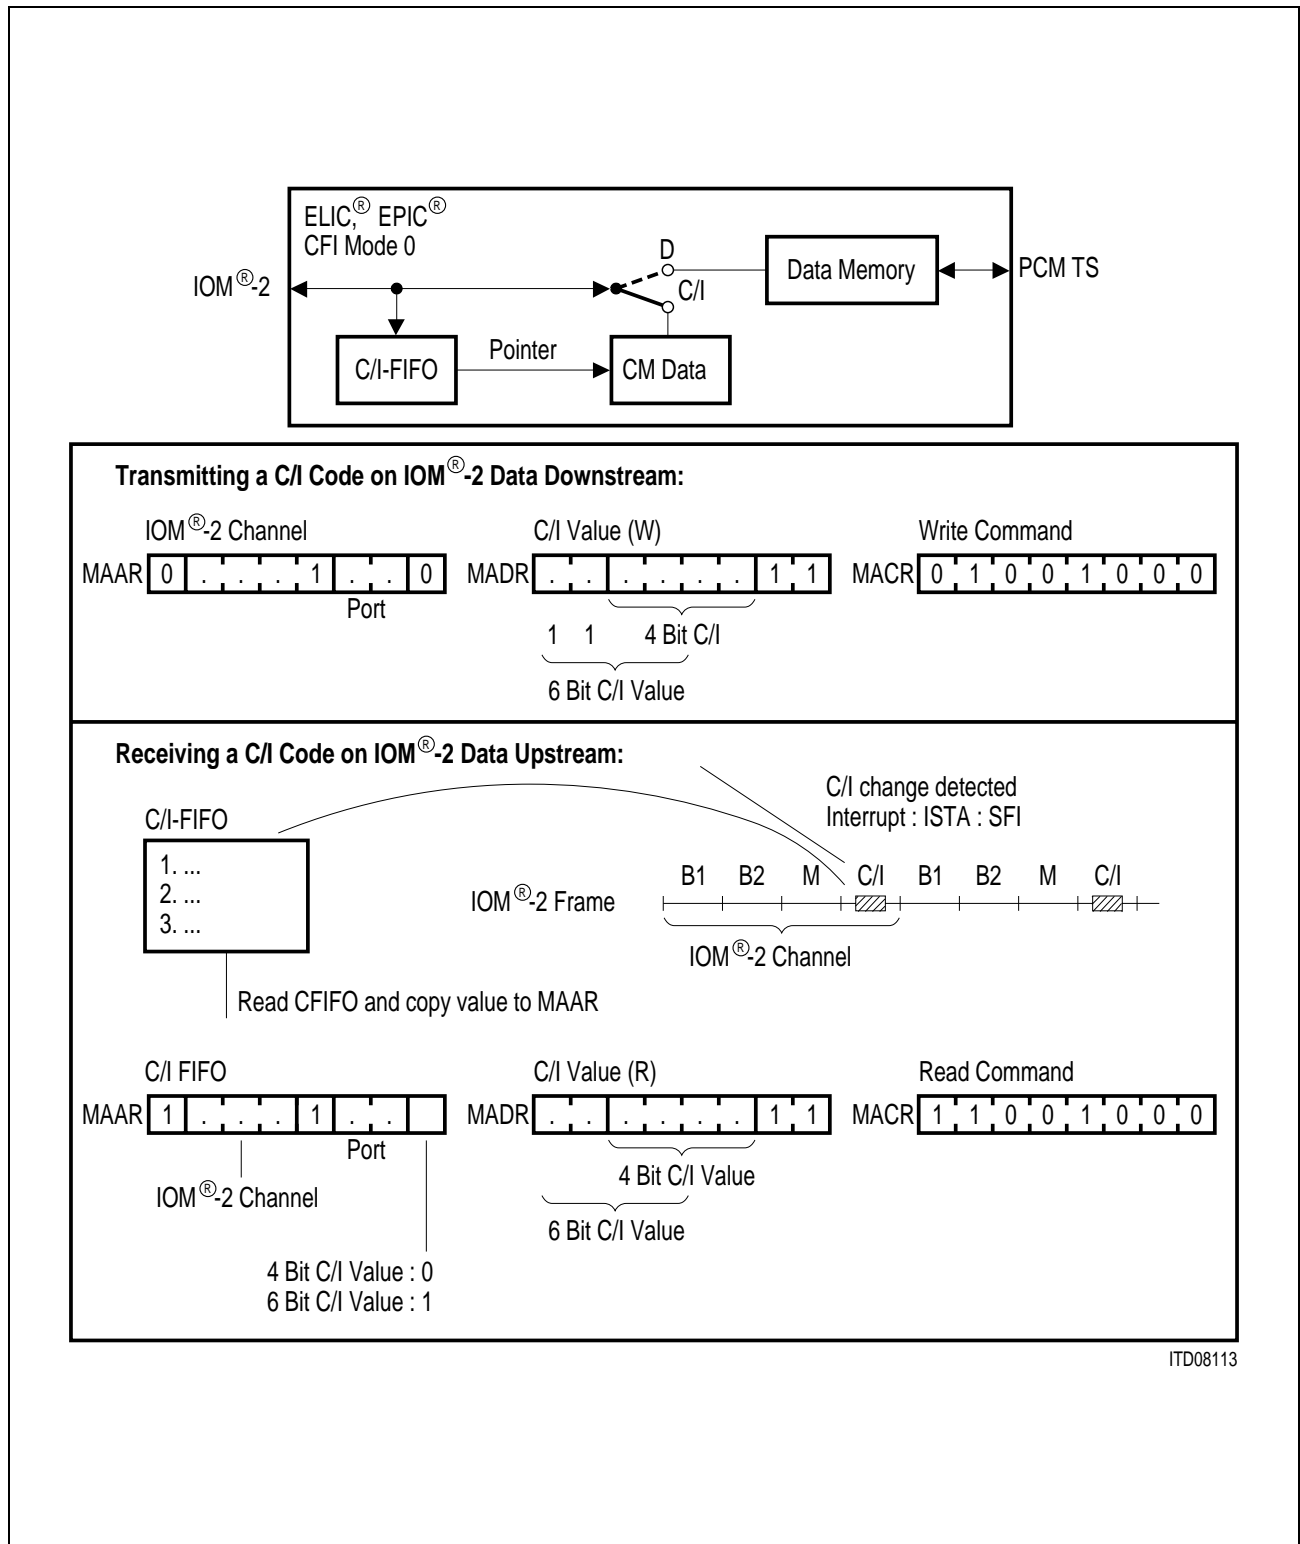 ELIC,® EPIC®
CFI Mode 0
D
C/I
Data Memory
PCM TS
IOM®-2
C/I-FIFO
Pointer
CM Data
Transmitting a C/I Code on IOM®-2 Data Downstream:
IOM®-2 Channel
C/I Value (W)
Write Command
MAAR 0 . . . 1 . . 0
MADR . . . . . . 1 1
MACR 0 1 0 0 1 0 0 0
Port
1 1 4 Bit C/I
6 Bit C/I Value
Receiving a C/I Code on IOM®-2 Data Upstream:
C/I change detected
Interrupt : ISTA : SFI
C/I-FIFO
1. ...
2. ...
3. ...
B1 B2 M C/I B1 B2 M C/I
IOM®-2 Frame
IOM®-2 Channel
Read CFIFO and copy value to MAAR
C/I FIFO
C/I Value (R)
Read Command
MAAR 1 . . . 1 . .
MADR . . . . . . 1 1
MACR 1 1 0 0 1 0 0 0
Port
4 Bit C/I Value
IOM®-2 Channel
6 Bit C/I Value
4 Bit C/I Value : 0
6 Bit C/I Value : 1
ITD08113